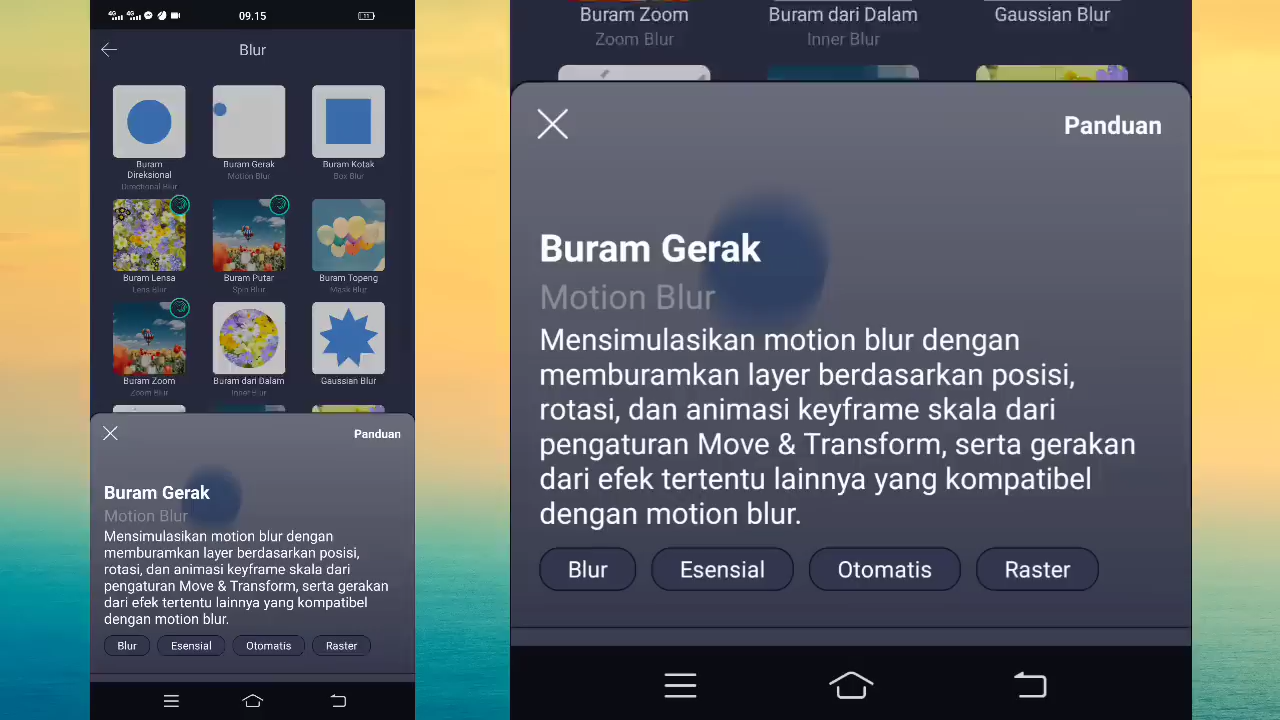 4G 4G
09.15
11
Blur
Buram
Direksional
Directional Blur
Buram Gerak
Motion Blur
Buram Kotak
Box Blur
Buram Lensa
Lens Blur
Buram Putar
Spin Blur
Buram Topeng
Mask Blur
Buram Zoom
Zoom Blur
Buram dari Dalam
Inner Blur
Gaussian Blur
Panduan
Buram Gerak
Motion Blur
Mensimulasikan motion blur dengan
memburamkan layer berdasarkan posisi,
rotasi, dan animasi keyframe skala dari
pengaturan Move & Transform, serta gerakan
dari efek tertentu lainnya yang kompatibel
dengan motion blur.
Blur Esensial Otomatis Raster
Buram Zoom
Zoom Blur
Buram dari Dalam
Inner Blur
Gaussian Blur
Panduan
Buram Gerak
Motion Blur
Mensimulasikan motion blur dengan
memburamkan layer berdasarkan posisi,
rotasi, dan animasi keyframe skala dari
pengaturan Move & Transform, serta gerakan
dari efek tertentu lainnya yang kompatibel
dengan motion blur.
Blur Esensial Otomatis Raster